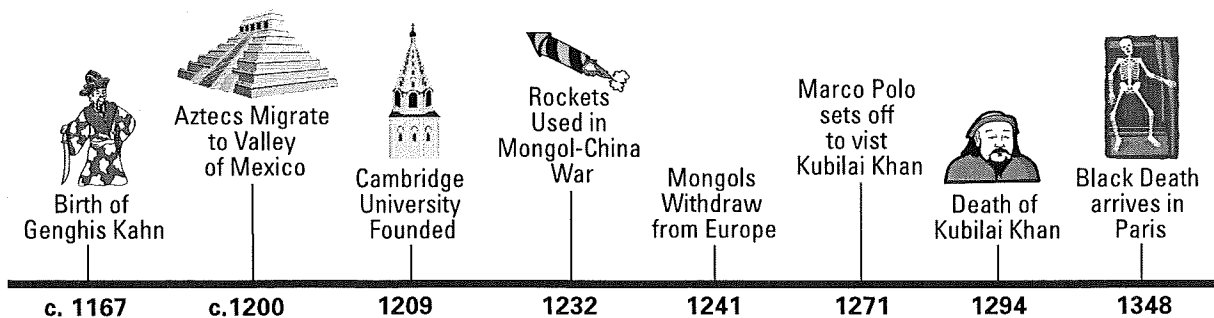 Birth of
Genghis Kahn
Aztecs Migrate
to Valley
of Mexico
Cambridge
University
Founded
Rockets
Used in
Mongol-China
War
Mongols
Withdraw
from Europe
Marco Polo
sets off
to vist
Kubilai Khan
Death of
Kubilai Khan
Black Death
arrives in
Paris
c. 1167
c.1200
1209
1232
1241
1271
1294
1348